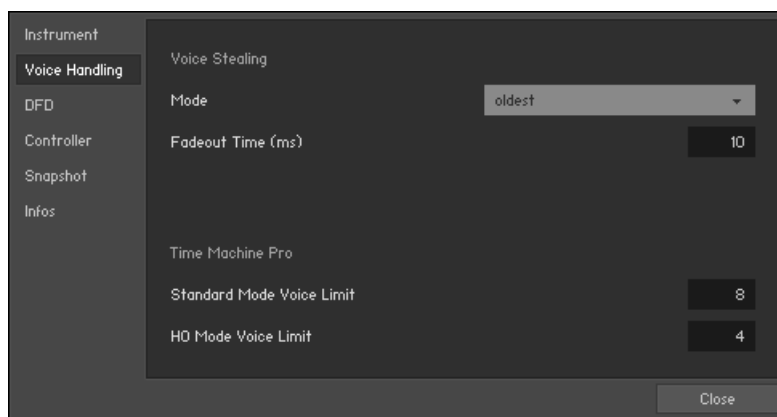 Instrument
Voice Handling
DFD
Controller
Snapshot
Infos
Voice Stealing
Mode oldest
Fadeout Time (ms) 10
Time Machine Pro
Standard Mode Voice Limit 8
HQ Mode Voice Limit 4
Close